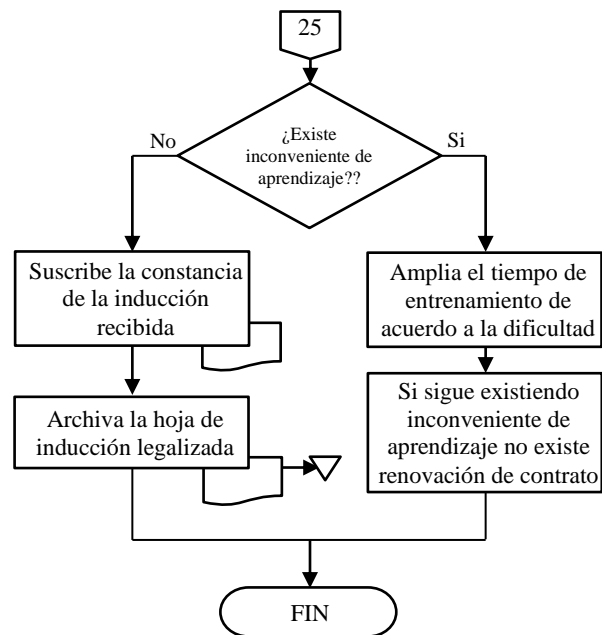 25
¿Existe
inconveniente de
aprendizaje??
No
Si
Suscribe la constancia
de la inducción
recibida
Archiva la hoja de
inducción legalizada
Amplia el tiempo de
entrenamiento de
acuerdo a la dificultad
Si sigue existiendo
inconveniente de
aprendizaje no existe
renovación de contrato
FIN